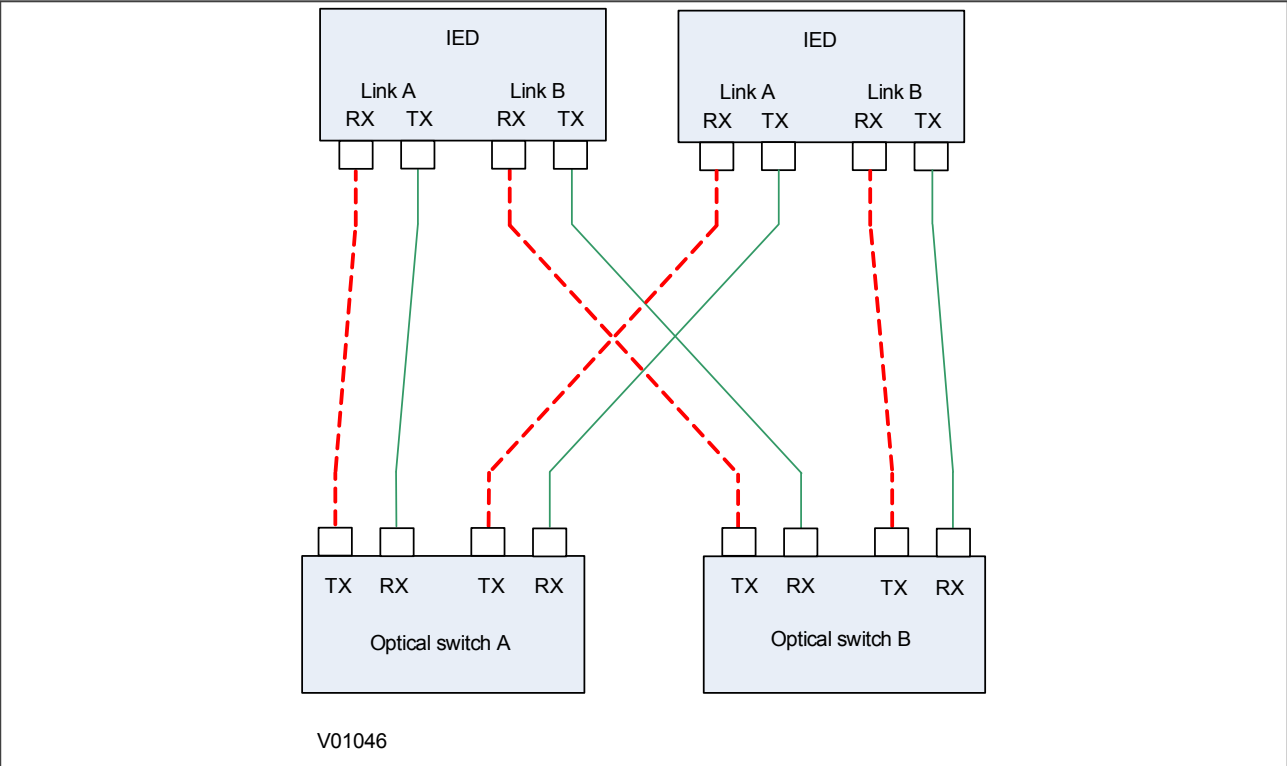 IED
Link A Link B
RX TX RX TX
IED
Link A Link B
RX TX RX TX
TX RX TX RX
Optical switch A
TX RX TX RX
Optical switch B
V01046